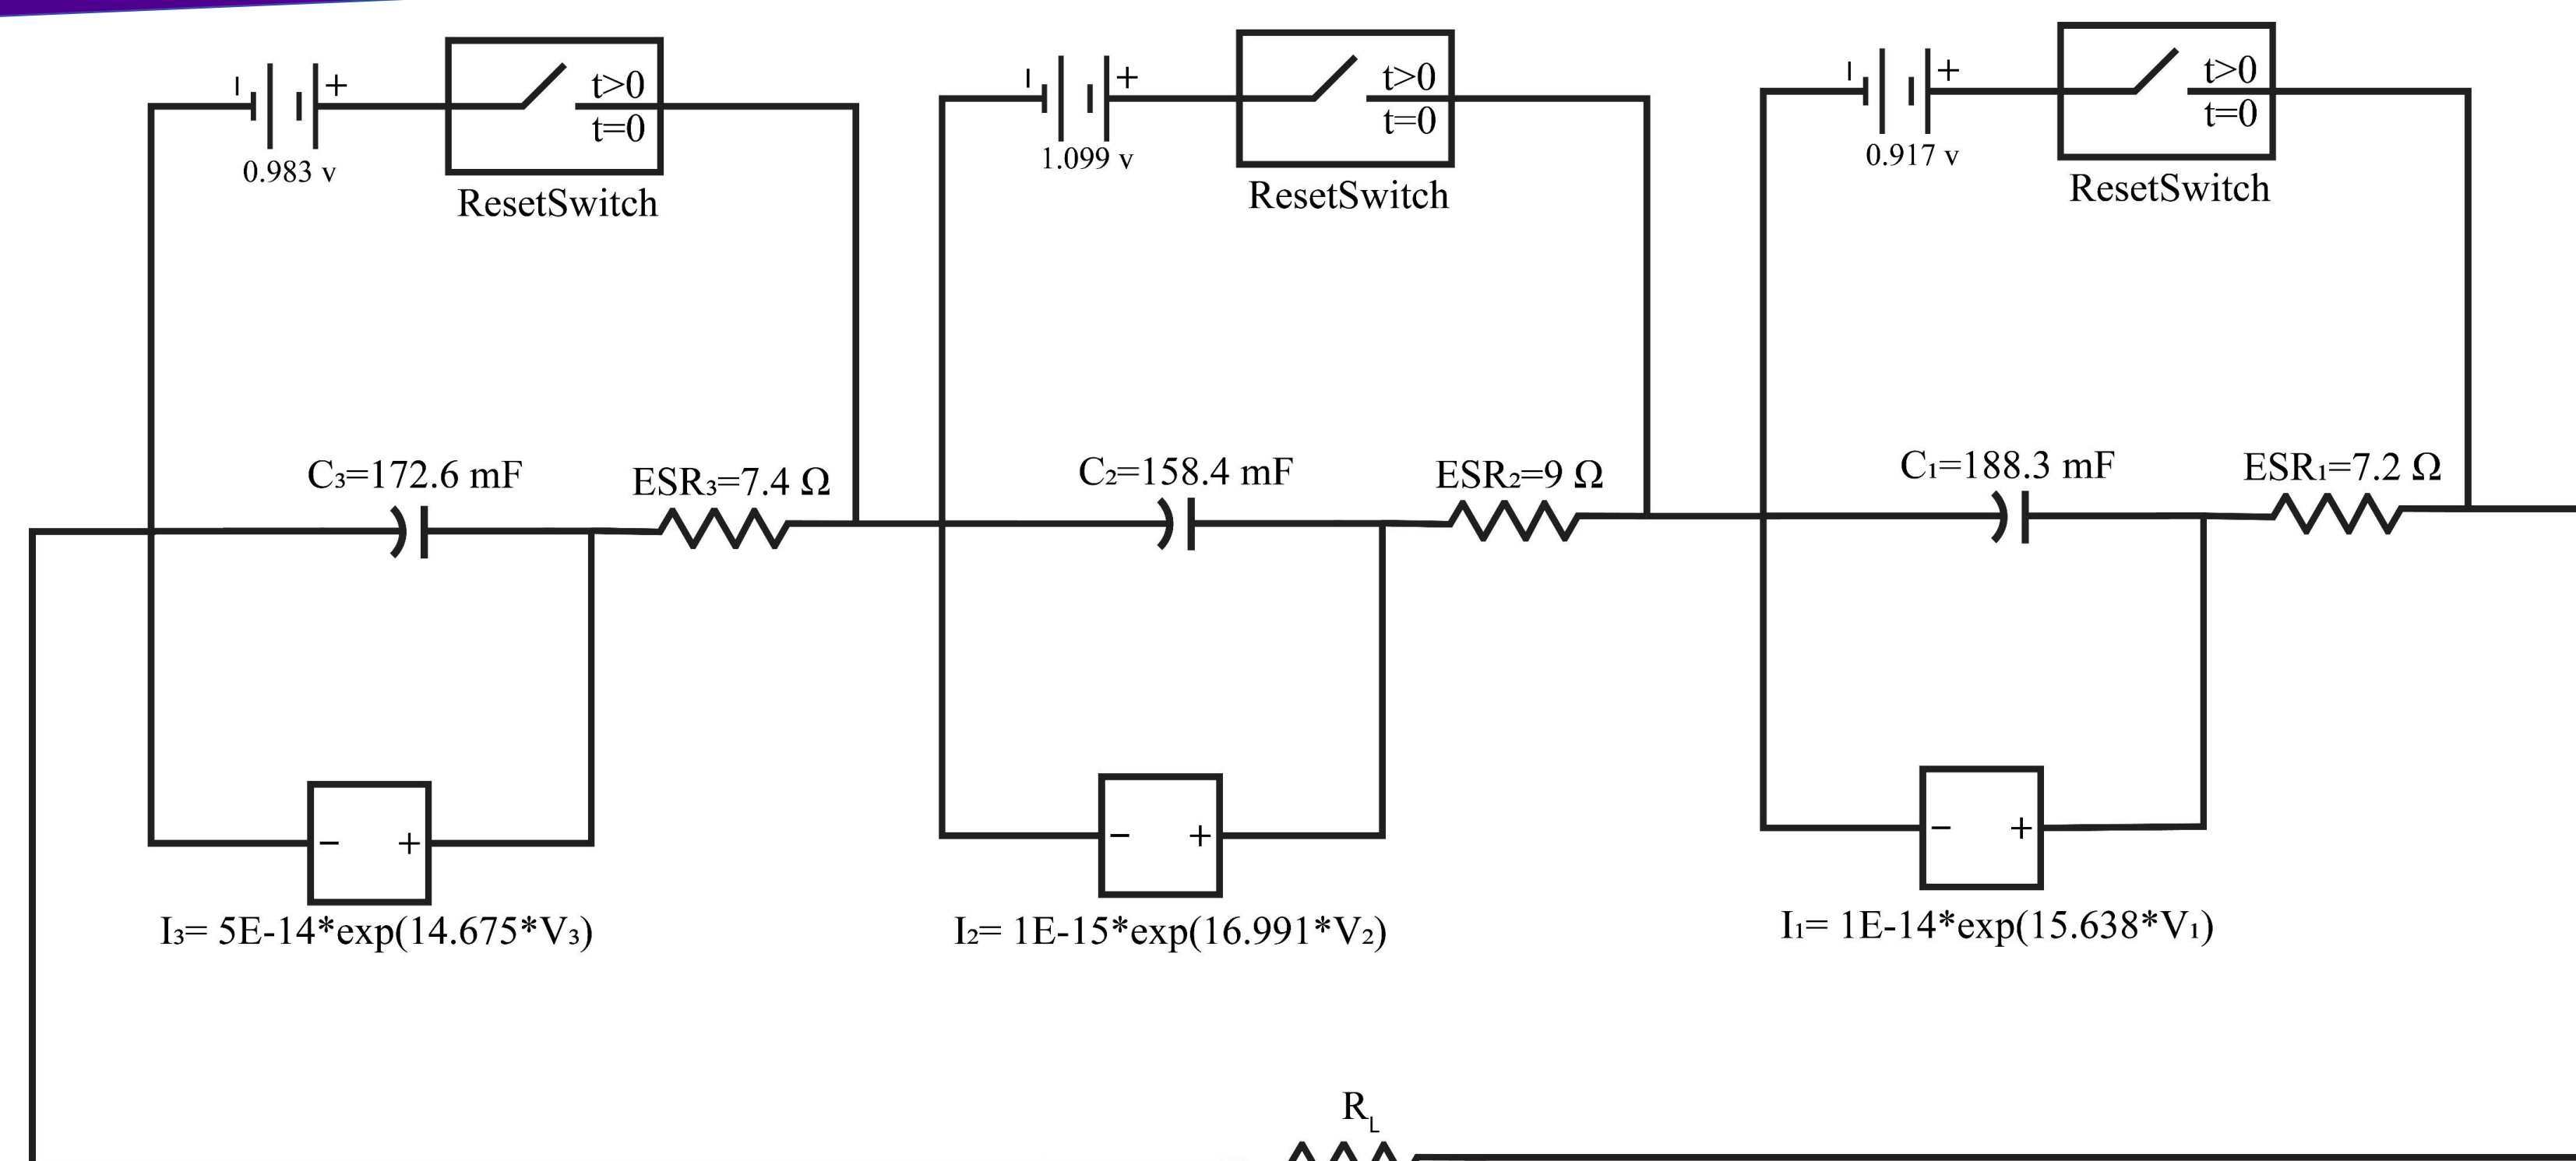 t>0
t=0
0.983 v
ResetSwitch
t>0
t=0
1.099 v
ResetSwitch
t>0
t=0
0.917 v
ResetSwitch
C₃=172.6 mF
ESR₃=7.4 Ω
C₂=158.4 mF
ESR₂=9 Ω
C₁=188.3 mF
ESR₁=7.2 Ω
I₃= 5E-14*exp(14.675*V₃)
I₂= 1E-15*exp(16.991*V₂)
I₁= 1E-14*exp(15.638*V₁)
R_L